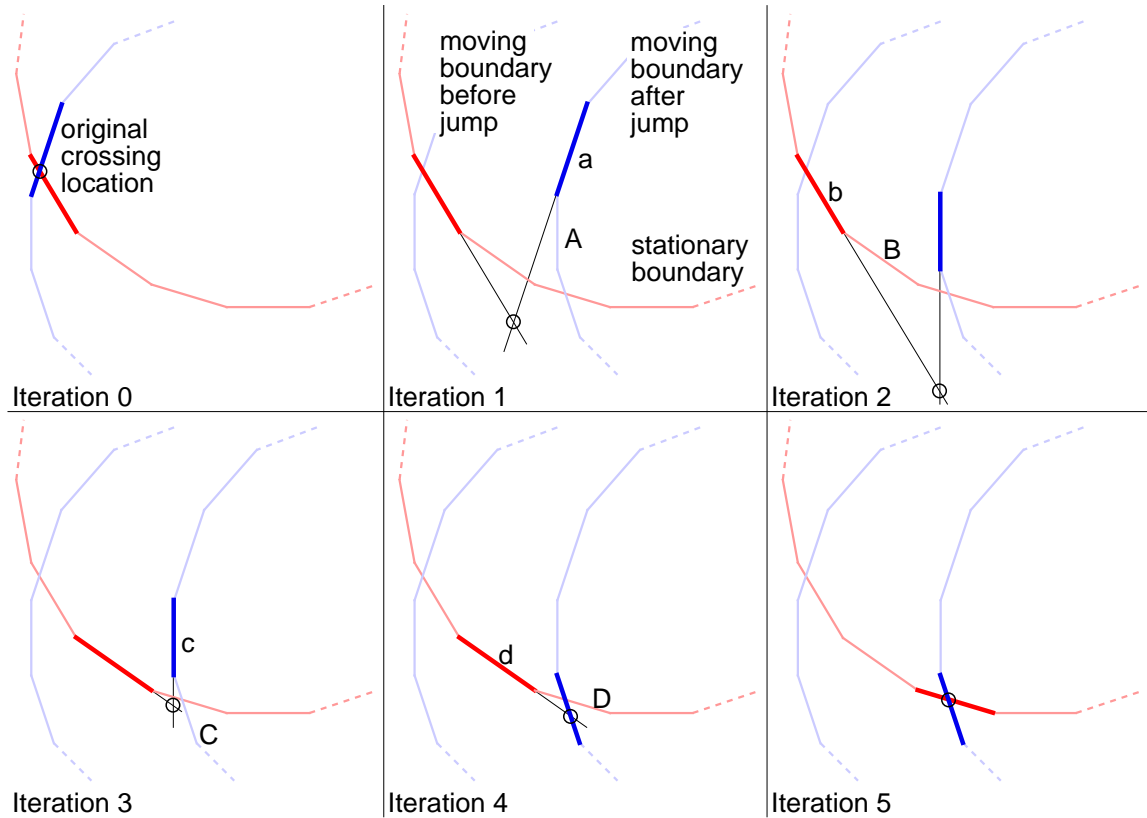 original
crossing
location
Iteration 0
moving
boundary
before
jump
moving
boundary
after
jump
a
A
stationary
boundary
Iteration 1
b
B
Iteration 2
c
C
Iteration 3
d
D
Iteration 4
Iteration 5